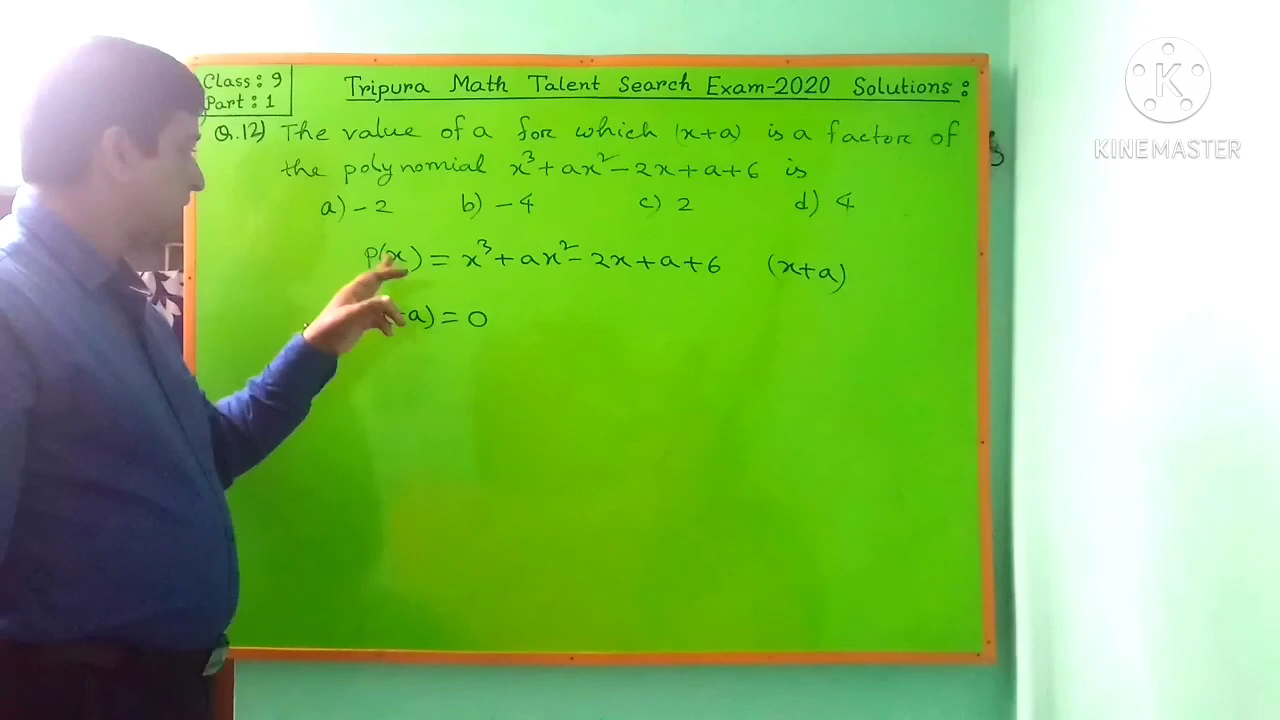 Class: 9
Part: 1
Tripura Math Talent Search Exam-2020 Solutions:
Q.12) The value of a for which (x+a) is a factor of
the polynomial x³+ax²-2x+a+6 is
a) -2 b) -4 c) 2 d) 4
p(x) = x³+ax²-2x+a+6 (x+a)
a) = 0
K
KINEMASTER